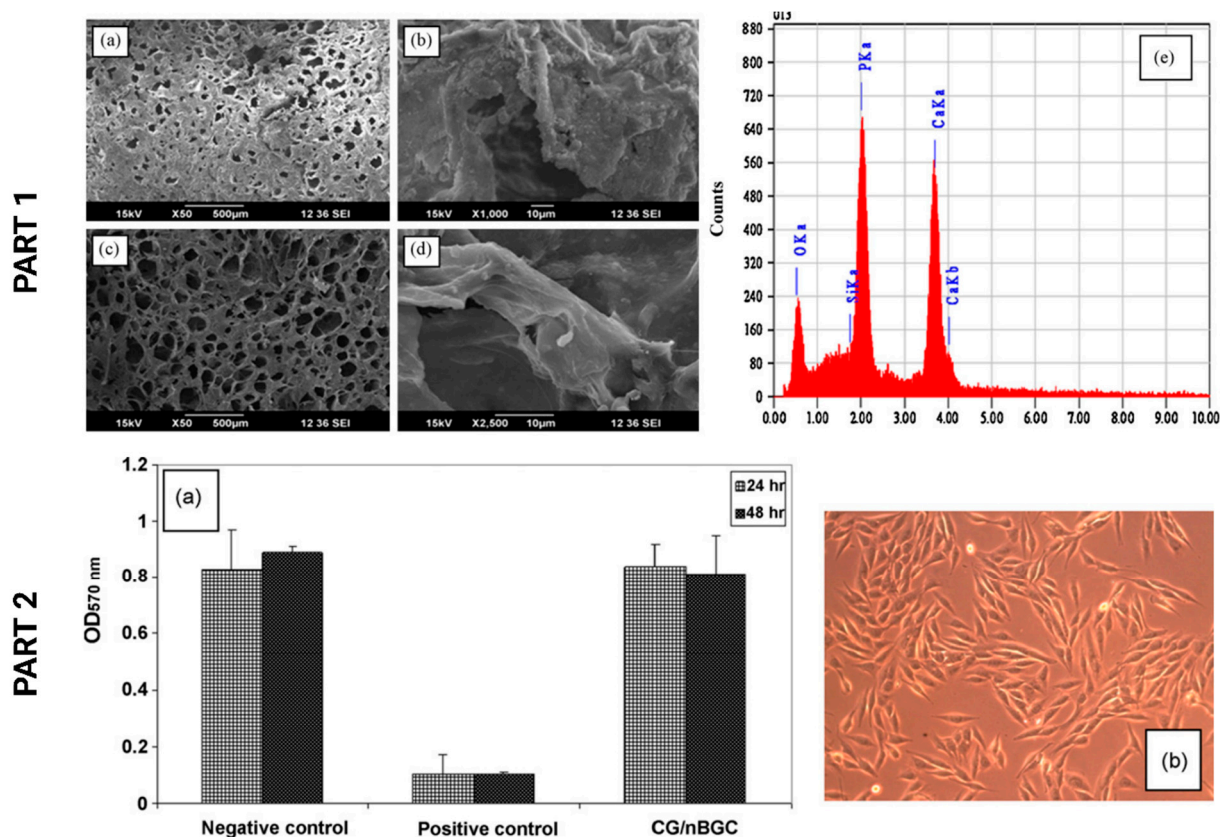 PART 1
(a)
15kV X50 500µm 12 36 SEI
(b)
15kV X1,000 10µm 12 36 SEI
(c)
15kV X50 500µm 12 36 SEI
(d)
15kV X2,500 10µm 12 36 SEI
(e)
Counts
880
800
720
640
560
480
400
320
240
160
80
0
OKa
SiKa
PKa
CaKa
CaKb
0.00 1.00 2.00 3.00 4.00 5.00 6.00 7.00 8.00 9.00 10.00
PART 2
(a)
24 hr
48 hr
OD570 nm
1.2
1
0.8
0.6
0.4
0.2
0
Negative control Positive control CG/nBGC
(b)